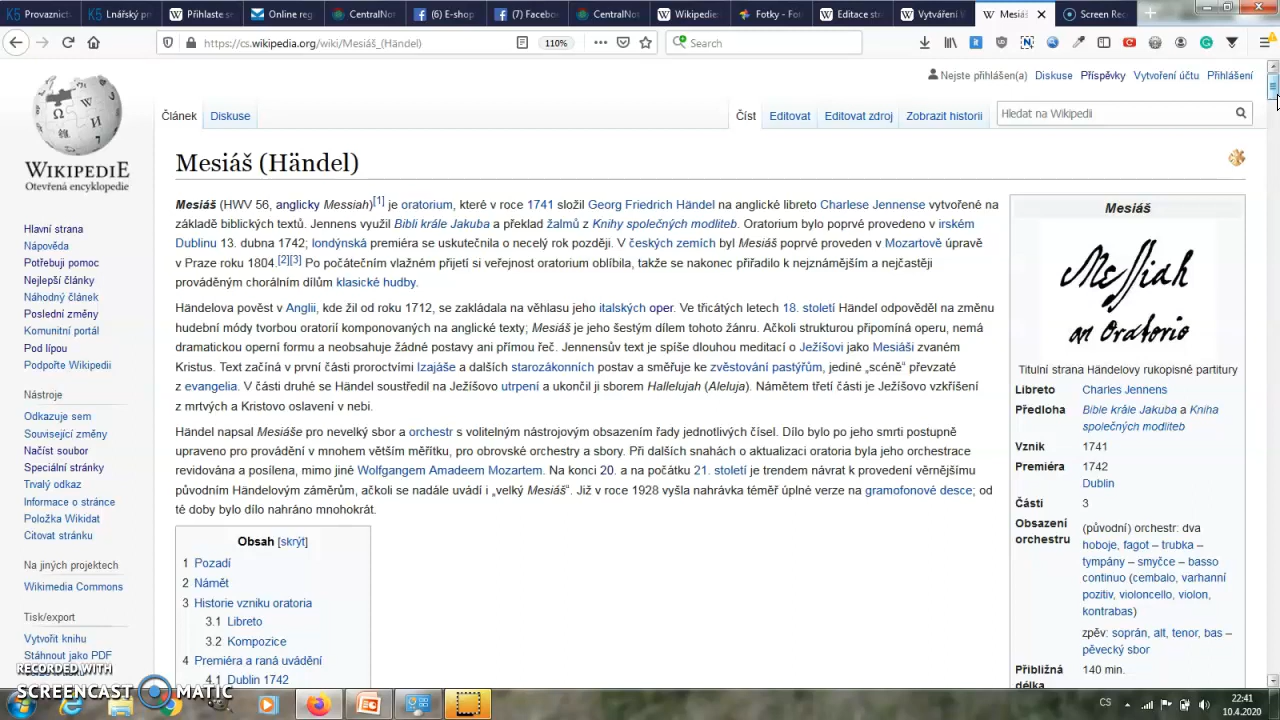 Provaznict
Lnářský pr
Přihlaste se
Online reg
CentralNot
(6) E-shop
(7) Facebo
CentralNot
Wikipedie:
Fotky - Fot
Editace str
Vytváření V
Mesiáš
Screen Rec
https://cs.wikipedia.org/wiki/Mesiáš_(Händel)
110%
Search
Nejste přihlášen(a) Diskuse Příspěvky Vytvoření účtu Přihlášení
Článek Diskuse Číst Editovat Editovat zdroj Zobrazit historii Hledat na Wikipedii
WIKIPEDIE
Otevřená encyklopedie
Hlavní strana
Nápověda
Potřebuji pomoc
Nejlepší články
Náhodný článek
Poslední změny
Komunitní portál
Pod lípou
Podpořte Wikipedii
Nástroje
Odkazuje sem
Související změny
Načíst soubor
Speciální stránky
Trvalý odkaz
Informace o stránce
Položka Wikidat
Citovat stránku
Na jiných projektech
Wikimedia Commons
Tisk/export
Vytvořit knihu
Stáhnout jako PDF
Mesiáš (Händel)
Mesiáš (HWV 56, anglicky Messiah)[1] je oratorium, které v roce 1741 složil Georg Friedrich Händel na anglické libreto Charlese Jennense vytvořené na
základě biblických textů. Jennens využil Bibli krále Jakuba a překlad žalmů z Knihy společných modliteb. Oratorium bylo poprvé provedeno v irském
Dublinu 13. dubna 1742; londýnská premiéra se uskutečnila o necelý rok později. V českých zemích byl Mesiáš poprvé proveden v Mozartově úpravě
v Praze roku 1804.[2][3] Po počátečním vlažném přijetí si veřejnost oratorium oblíbila, takže se nakonec přiřadilo k nejznámějším a nejčastěji
prováděným chorálním dílům klasické hudby.
Händelova pověst v Anglii, kde žil od roku 1712, se zakládala na věhlasu jeho italských oper. Ve třicátých letech 18. století Händel odpověděl na změnu
hudební módy tvorbou oratorií komponovaných na anglické texty; Mesiáš je jeho šestým dílem tohoto žánru. Ačkoli strukturou připomíná operu, nemá
dramatickou operní formu a neobsahuje žádné postavy ani přímou řeč. Jennensův text je spíše dlouhou meditací o Ježíšovi jako Mesiáši zvaném
Kristus. Text začíná v první části proroctvími Izajáše a dalších starozákonních postav a směřuje ke zvěstování pastýřům, jediné „scéně“ převzaté
z evangelia. V části druhé se Händel soustředil na Ježíšovo utrpení a ukončil ji sborem Hallelujah (Aleluja). Námětem třetí části je Ježíšovo vzkříšení
z mrtvých a Kristovo oslavení v nebi.
Händel napsal Mesiáše pro nevelký sbor a orchestr s volitelným nástrojovým obsazením řady jednotlivých čísel. Dílo bylo po jeho smrti postupně
upraveno pro provádění v mnohem větším měřítku, pro obrovské orchestry a sbory. Při dalších snahách o aktualizaci oratoria byla jeho orchestrace
revidována a posílena, mimo jiné Wolfgangem Amadeem Mozartem. Na konci 20. a na počátku 21. století je trendem návrat k provedení věrnějšímu
původním Händelovým záměrům, ačkoli se nadále uvádí i „velký Mesiáš“. Již v roce 1928 vyšla nahrávka téměř úplné verze na gramofonové desce; od
té doby bylo dílo nahráno mnohokrát.
Obsah [skrýt]
1 Pozadí
2 Námět
3 Historie vzniku oratoria
3.1 Libreto
3.2 Kompozice
4 Premiéra a raná uvádění
4.1 Dublin 1742
Mesiáš
Messiah
an Oratorio
Titulní strana Händelovy rukopisné partitury
Libreto Charles Jennens
Předloha Bible krále Jakuba a Kniha
společných modliteb
Vznik 1741
Premiéra 1742
Dublin
Části 3
Obsazení orchestru (původní) orchestr: dva
hoboje, fagot – trubka –
tympány – smyčce – basso
continuo (cembalo, varhanní
pozitiv, violoncello, violon,
kontrabas)
zpěv: soprán, alt, tenor, bas –
pěvecký sbor
Přibližná délka 140 min.
RECORDED WITH
SCREENCAST MATIC
CS
22:41
10.4.2020